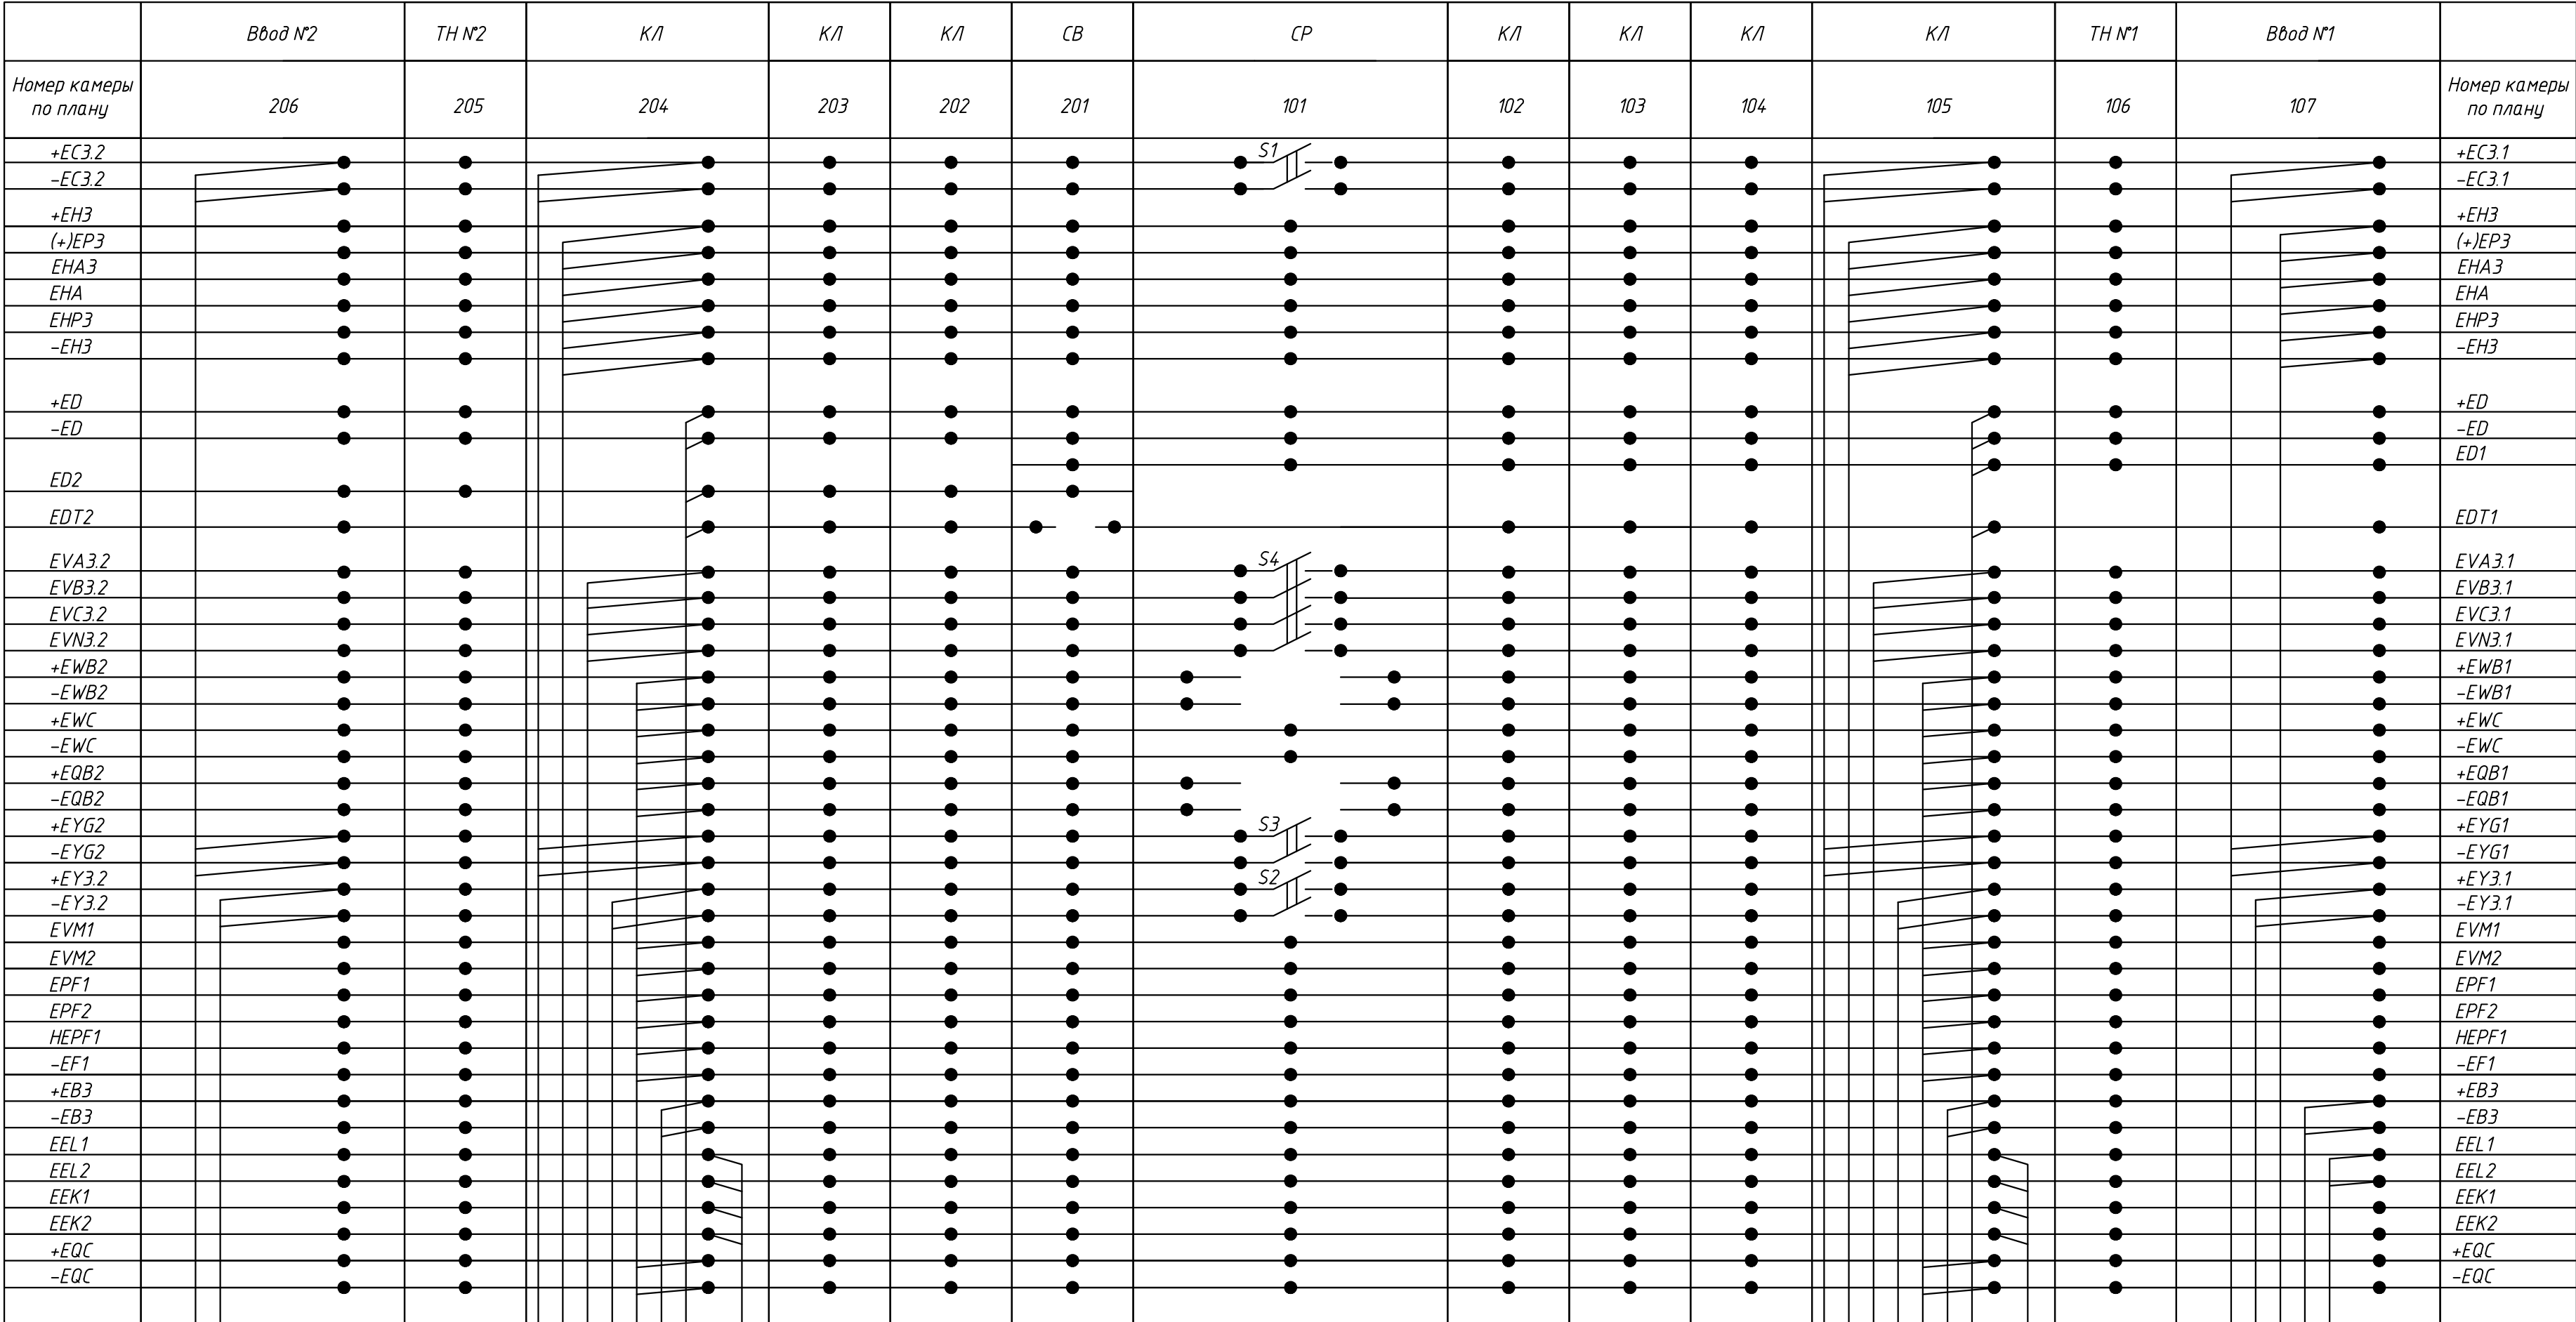 Ввод №2 ТН №2 КЛ КЛ КЛ СВ СР КЛ КЛ КЛ КЛ ТН №1 Ввод №1
Номер камеры Номер камеры
по плану 206 205 204 203 202 201 101 102 103 104 105 106 107 по плану
+EC3.2 S1 +EC3.1
-EC3.2 -EC3.1
+EH3 +EH3
(+)EP3 (+)EP3
EHA3 EHA3
EHA EHA
EHP3 EHP3
-EH3 -EH3
+ED +ED
-ED -ED
ED1
ED2
EDT2 EDT1
EVA3.2 S4 EVA3.1
EVB3.2 EVB3.1
EVC3.2 EVC3.1
EVN3.2 EVN3.1
+EWB2 +EWB1
-EWB2 -EWB1
+EWC +EWC
-EWC -EWC
+EQB2 +EQB1
-EQB2 -EQB1
+EYG2 S3 +EYG1
-EYG2 -EYG1
+EY3.2 S2 +EY3.1
-EY3.2 -EY3.1
EVM1 EVM1
EVM2 EVM2
EPF1 EPF1
EPF2 EPF2
HEPF1 HEPF1
-EF1 -EF1
+EB3 +EB3
-EB3 -EB3
EEL1 EEL1
EEL2 EEL2
EEK1 EEK1
EEK2 EEK2
+EQC +EQC
-EQC -EQC